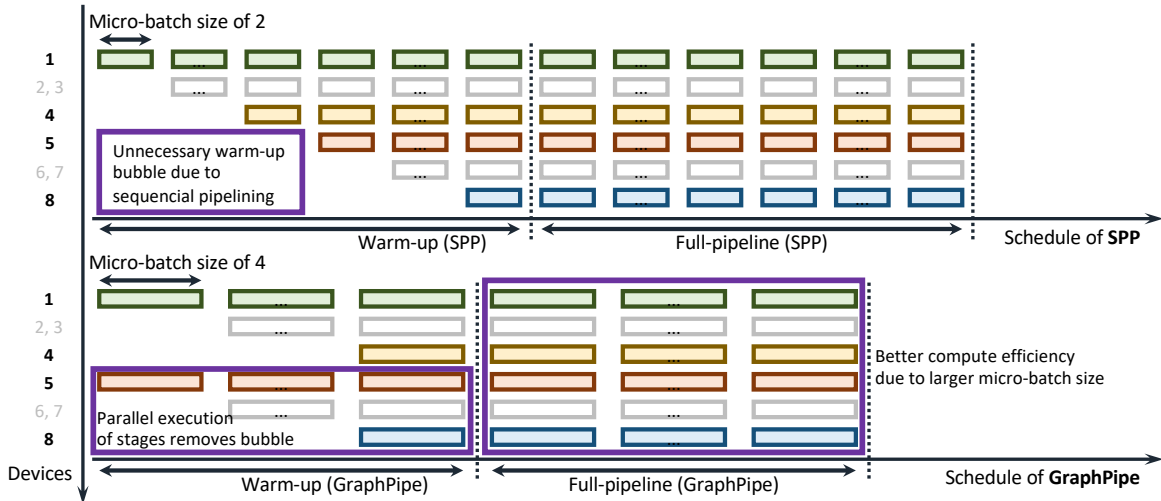 Micro-batch size of 2
1 ... ...
2, 3 ... ... ... ...
4 ... ... ...
5 ... ... ...
6, 7 ... ... ...
8 ... ...
Unnecessary warm-up
bubble due to
sequencial pipelining
Warm-up (SPP)
Full-pipeline (SPP)
Schedule of SPP
Micro-batch size of 4
1 ... ...
2, 3 ... ...
4 ...
5 ... ...
6, 7 ... ...
8 ...
Parallel execution
of stages removes bubble
Better compute efficiency
due to larger micro-batch size
Devices
Warm-up (GraphPipe)
Full-pipeline (GraphPipe)
Schedule of GraphPipe